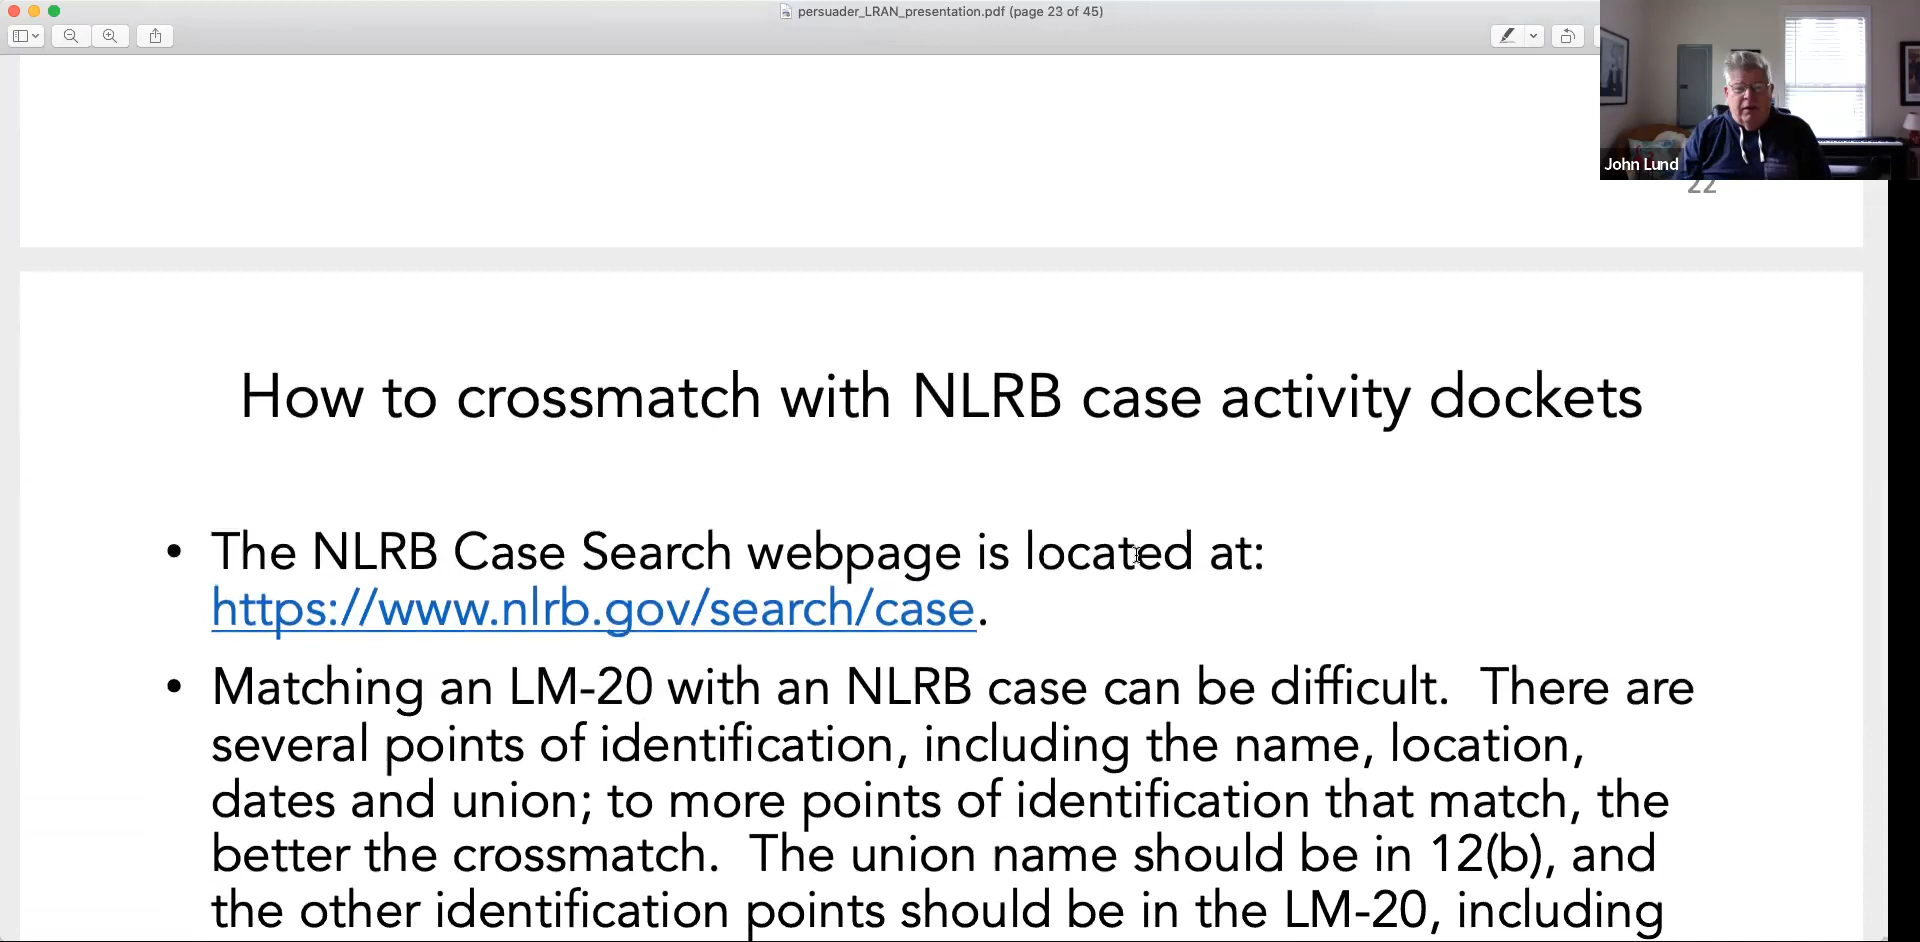 persuader_LRAN_presentation.pdf (page 23 of 45)
John Lund
22
How to crossmatch with NLRB case activity dockets
• The NLRB Case Search webpage is located at:
https://www.nlrb.gov/search/case.
• Matching an LM-20 with an NLRB case can be difficult.  There are
several points of identification, including the name, location,
dates and union; to more points of identification that match, the
better the crossmatch.  The union name should be in 12(b), and
the other identification points should be in the LM-20, including